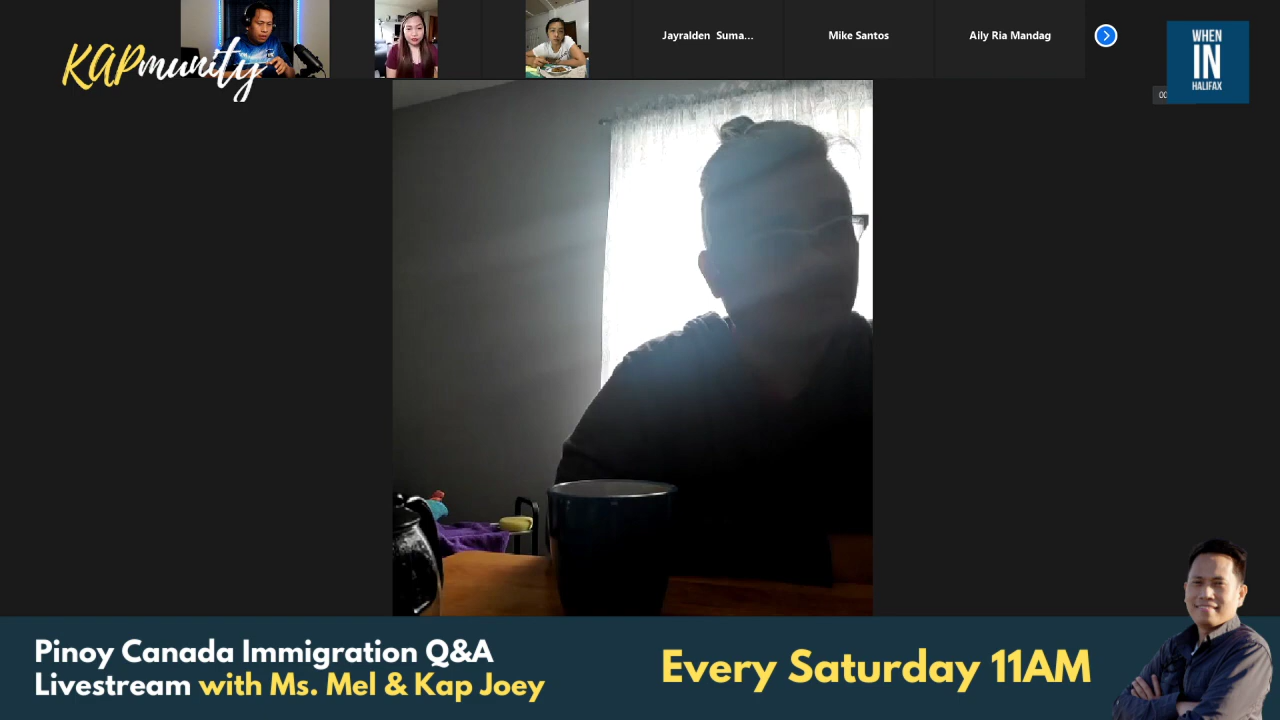 KAPmunity
Jayralden Suma...
Mike Santos
Aily Ria Mandag
WHEN
IN
HALIFAX
00
Pinoy Canada Immigration Q&A
Livestream with Ms. Mel & Kap Joey
Every Saturday 11AM